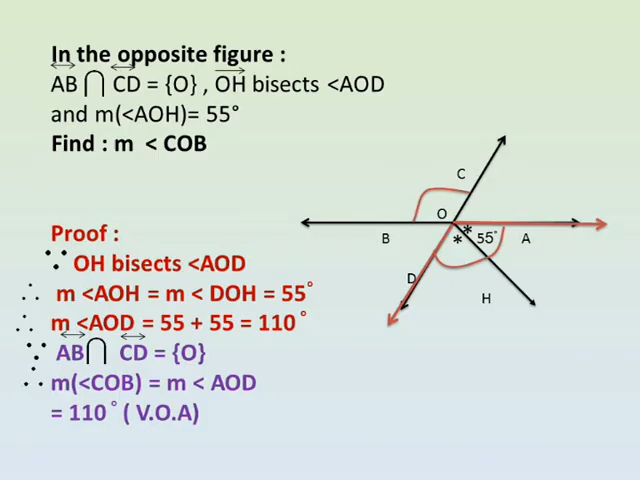 In the opposite figure :
AB ⋂ CD = {O} , OH bisects <AOD
and m(<AOH)= 55°
Find : m < COB
Proof :
∵ OH bisects <AOD
∴ m <AOH = m < DOH = 55°
∴ m <AOD = 55 + 55 = 110°
∵ AB⋂ CD = {O}
∴ m(<COB) = m < AOD
= 110° ( V.O.A)
C
O
B
* * 55° A
D
H